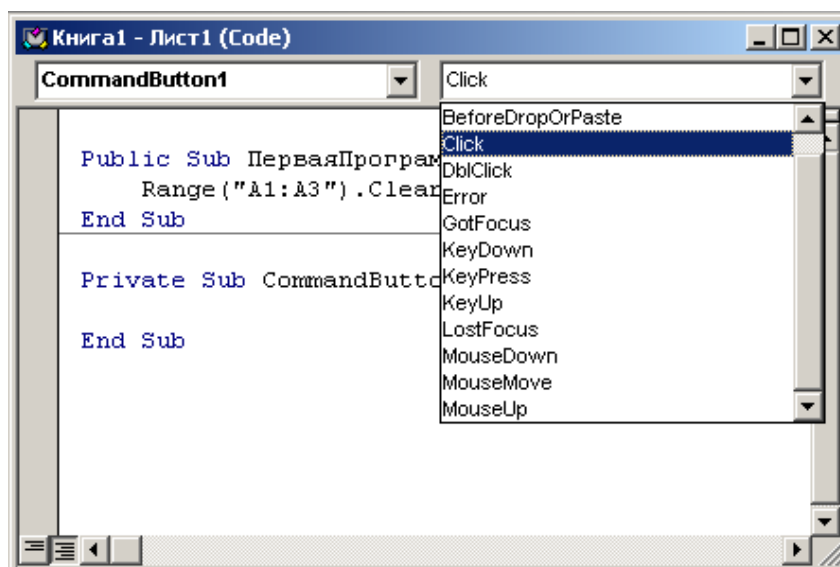 Книга1 - Лист1 (Code)
CommandButton1
Click
BeforeDropOrPaste
Click
DblClick
Error
GotFocus
KeyDown
KeyPress
KeyUp
LostFocus
MouseDown
MouseMove
MouseUp
Public Sub ПерваяПрограм
Range("A1:A3").Clear
End Sub
Private Sub CommandButto
End Sub